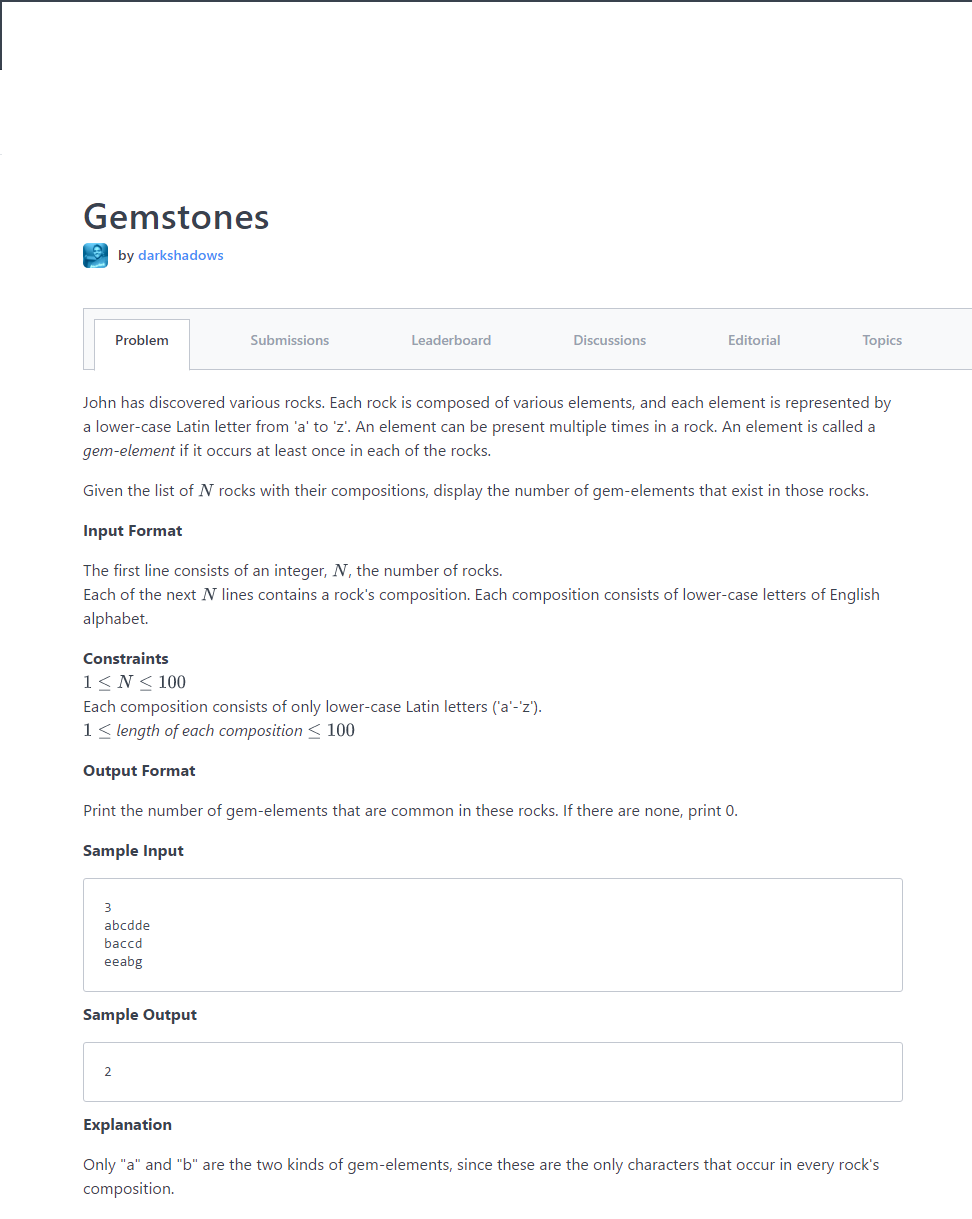 Gemstones
by darkshadows
Problem Submissions Leaderboard Discussions Editorial Topics
John has discovered various rocks. Each rock is composed of various elements, and each element is represented by
a lower-case Latin letter from 'a' to 'z'. An element can be present multiple times in a rock. An element is called a
gem-element if it occurs at least once in each of the rocks.
Given the list of N rocks with their compositions, display the number of gem-elements that exist in those rocks.
Input Format
The first line consists of an integer, N, the number of rocks.
Each of the next N lines contains a rock's composition. Each composition consists of lower-case letters of English
alphabet.
Constraints
1 ≤ N ≤ 100
Each composition consists of only lower-case Latin letters ('a'-'z').
1 ≤ length of each composition ≤ 100
Output Format
Print the number of gem-elements that are common in these rocks. If there are none, print 0.
Sample Input
3
abcdde
baccd
eeabg
Sample Output
2
Explanation
Only "a" and "b" are the two kinds of gem-elements, since these are the only characters that occur in every rock's
composition.